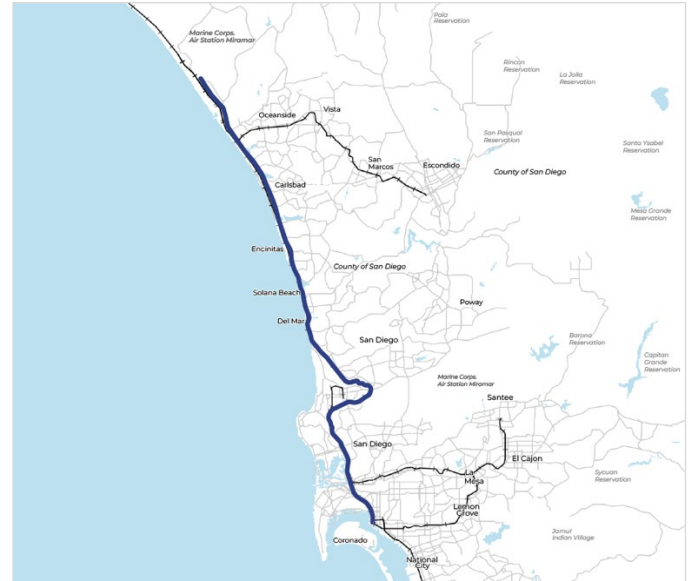 Pala
Reservation
Marine Corps.
Air Station Miramar
Rincon
Reservation
La Jolla
Reservation
Oceanside
Vista
San Pasqual
Reservation
Santa Ysabel
Reservation
San
Marcos
Escondido
County of San Diego
Carlsbad
Mesa Grande
Reservation
Encinitas
County of San Diego
Solana Beach
Poway
Del Mar
San Diego
Barona
Reservation
Capitan
Grande
Reservation
Marine Corps.
Air Station Miramar
Santee
San Diego
El Cajon
La
Mesa
Sycuan
Reservation
Lemon
Grove
Coronado
Jamul
Indian Village
National
City